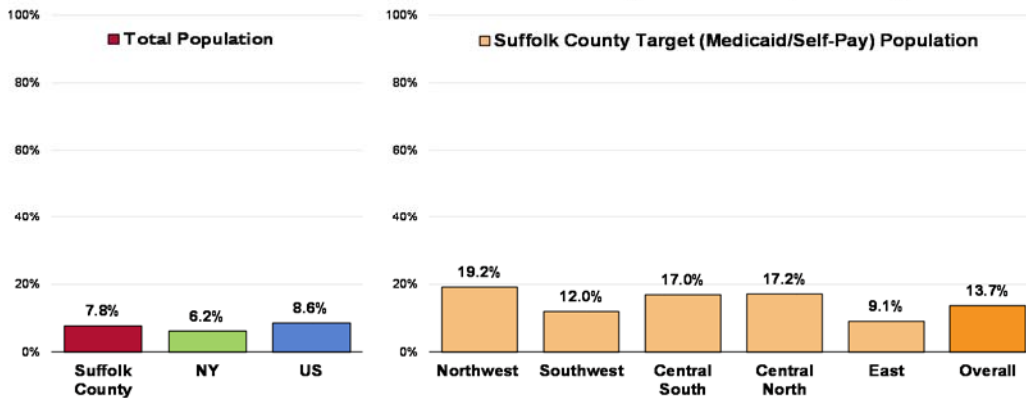 Total Population
100%
80%
60%
40%
20%
0%
7.8%
6.2%
8.6%
Suffolk County
NY
US
Suffolk County Target (Medicaid/Self-Pay) Population
100%
80%
60%
40%
20%
0%
19.2%
12.0%
17.0%
17.2%
9.1%
13.7%
Northwest
Southwest
Central South
Central North
East
Overall